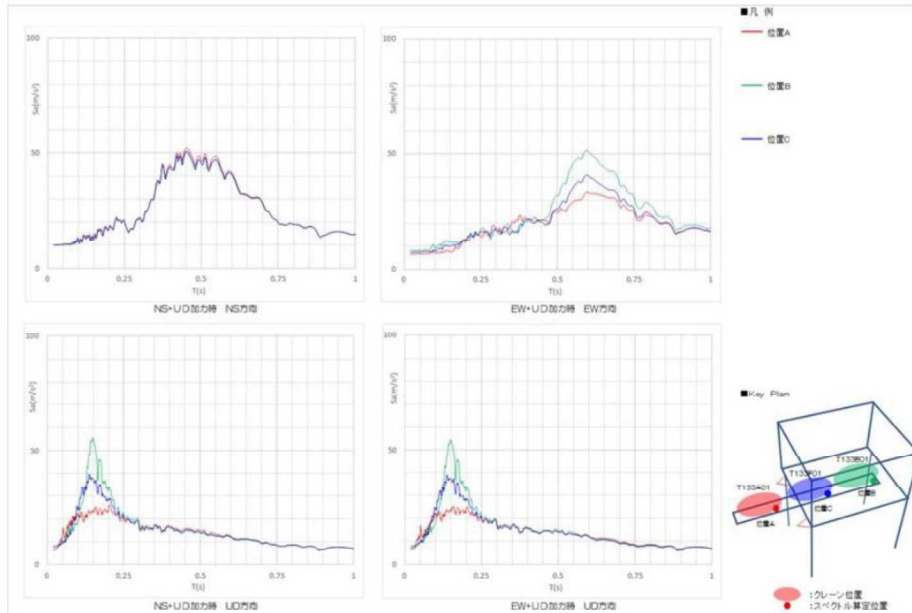 ■凡 例
位置A
位置B
位置C
100
50
0
Sa(m/s²)
0
0.25
0.5
0.75
1
T(s)
NS+UD加力時 NS方向
100
50
0
Sa(m/s²)
0
0.25
0.5
0.75
1
T(s)
EW+UD加力時 EW方向
100
50
0
Sa(m/s²)
0
0.25
0.5
0.75
1
T(s)
NS+UD加力時 UD方向
100
50
0
Sa(m/s²)
0
0.25
0.5
0.75
1
T(s)
EW+UD加力時 UD方向
■Key Plan
T133B01
T133F01
T133A01
位置B
位置C
位置A
:クレーン位置
:スペクトル算定位置